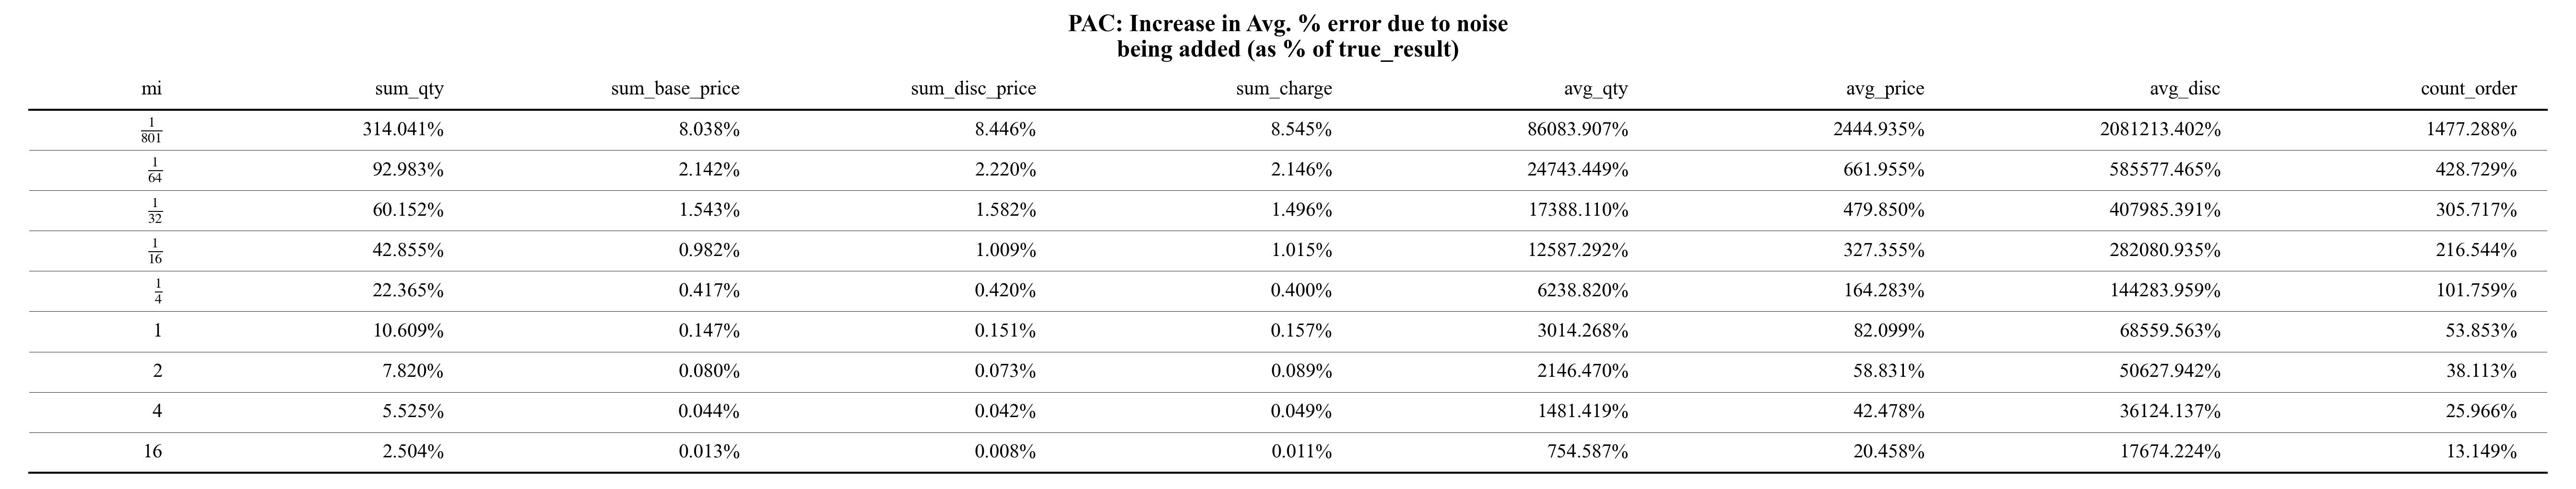 PAC: Increase in Avg. % error due to noise
being added (as % of true_result)
mi sum_qty sum_base_price sum_disc_price sum_charge avg_qty avg_price avg_disc count_order
1/801 314.041% 8.038% 8.446% 8.545% 86083.907% 2444.935% 2081213.402% 1477.288%
1/64 92.983% 2.142% 2.220% 2.146% 24743.449% 661.955% 585577.465% 428.729%
1/32 60.152% 1.543% 1.582% 1.496% 17388.110% 479.850% 407985.391% 305.717%
1/16 42.855% 0.982% 1.009% 1.015% 12587.292% 327.355% 282080.935% 216.544%
1/4 22.365% 0.417% 0.420% 0.400% 6238.820% 164.283% 144283.959% 101.759%
1 10.609% 0.147% 0.151% 0.157% 3014.268% 82.099% 68559.563% 53.853%
2 7.820% 0.080% 0.073% 0.089% 2146.470% 58.831% 50627.942% 38.113%
4 5.525% 0.044% 0.042% 0.049% 1481.419% 42.478% 36124.137% 25.966%
16 2.504% 0.013% 0.008% 0.011% 754.587% 20.458% 17674.224% 13.149%